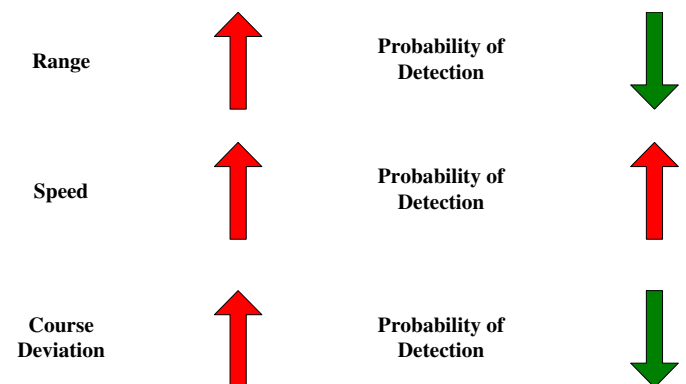 Range
Probability of
Detection
Speed
Probability of
Detection
Course
Deviation
Probability of
Detection